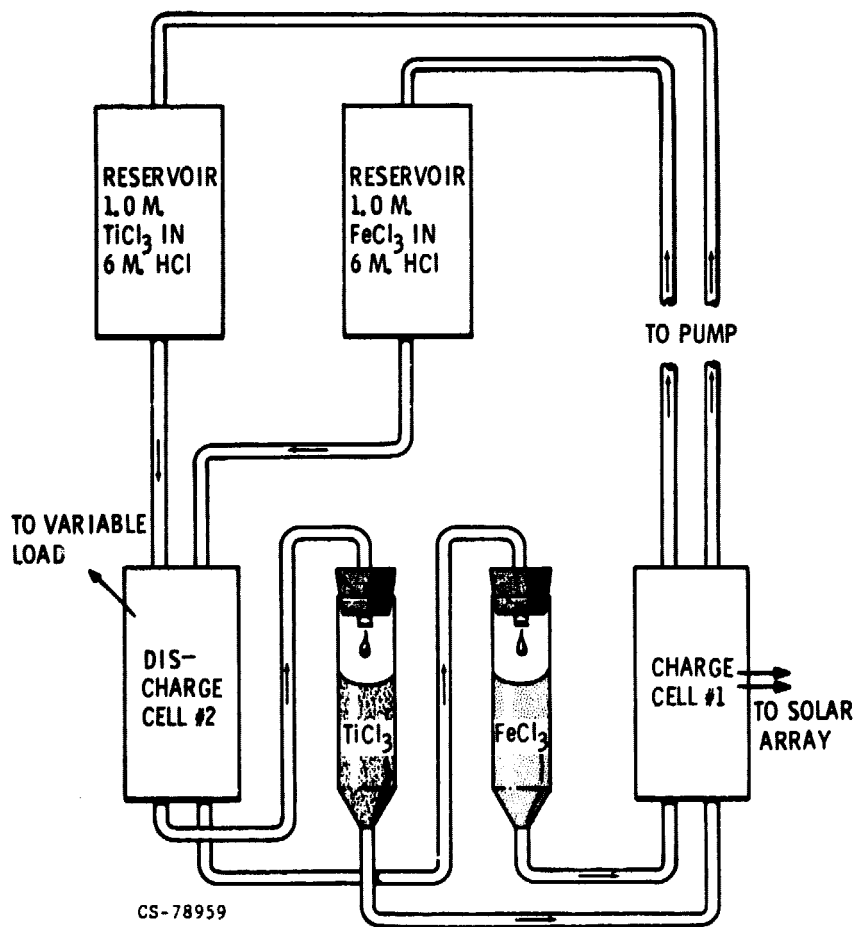 RESERVOIR
1.0 M.
TiCl₃ IN
6 M. HCl
RESERVOIR
1.0 M.
FeCl₃ IN
6 M. HCl
TO PUMP
TO VARIABLE
LOAD
DIS-
CHARGE
CELL #2
TiCl₃
FeCl₃
CHARGE
CELL #1
TO SOLAR
ARRAY
CS-78959